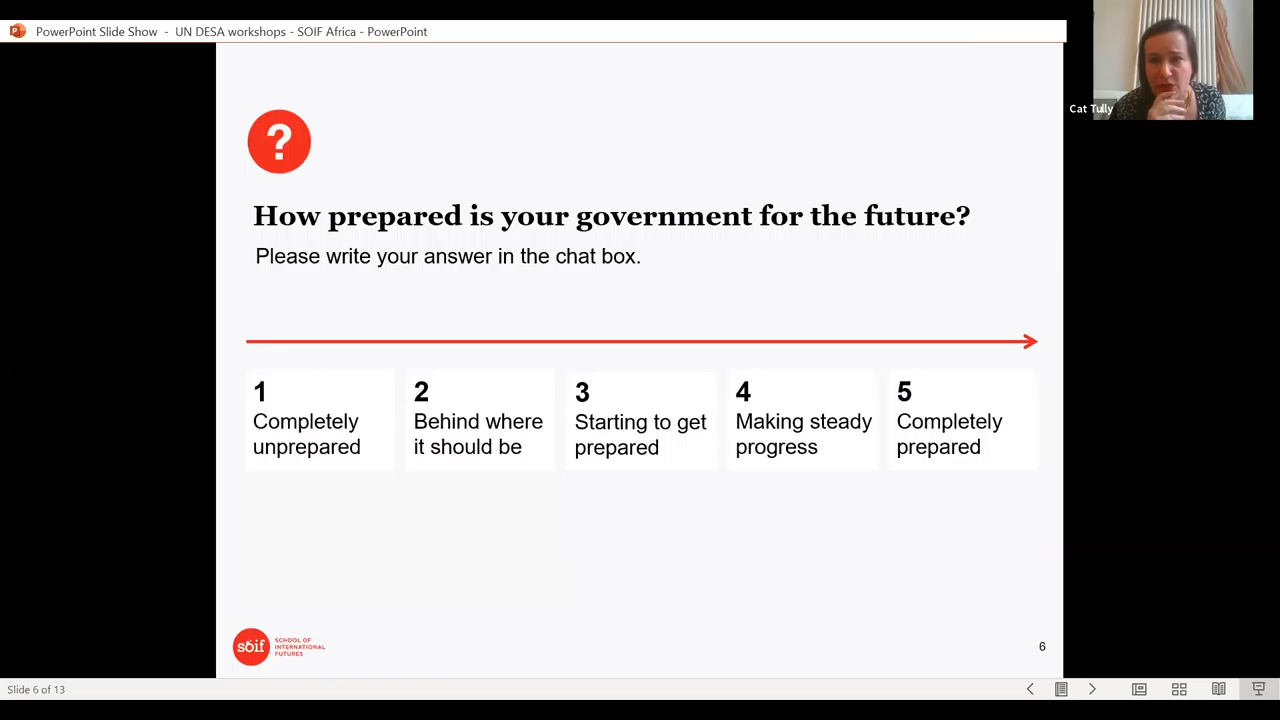 PowerPoint Slide Show - UN DESA workshops - SOIF Africa - PowerPoint
Cat Tully
?
How prepared is your government for the future?
Please write your answer in the chat box.
1
Completely
unprepared
2
Behind where
it should be
3
Starting to get
prepared
4
Making steady
progress
5
Completely
prepared
soif
SCHOOL OF
INTERNATIONAL
FUTURES
6
Slide 6 of 13